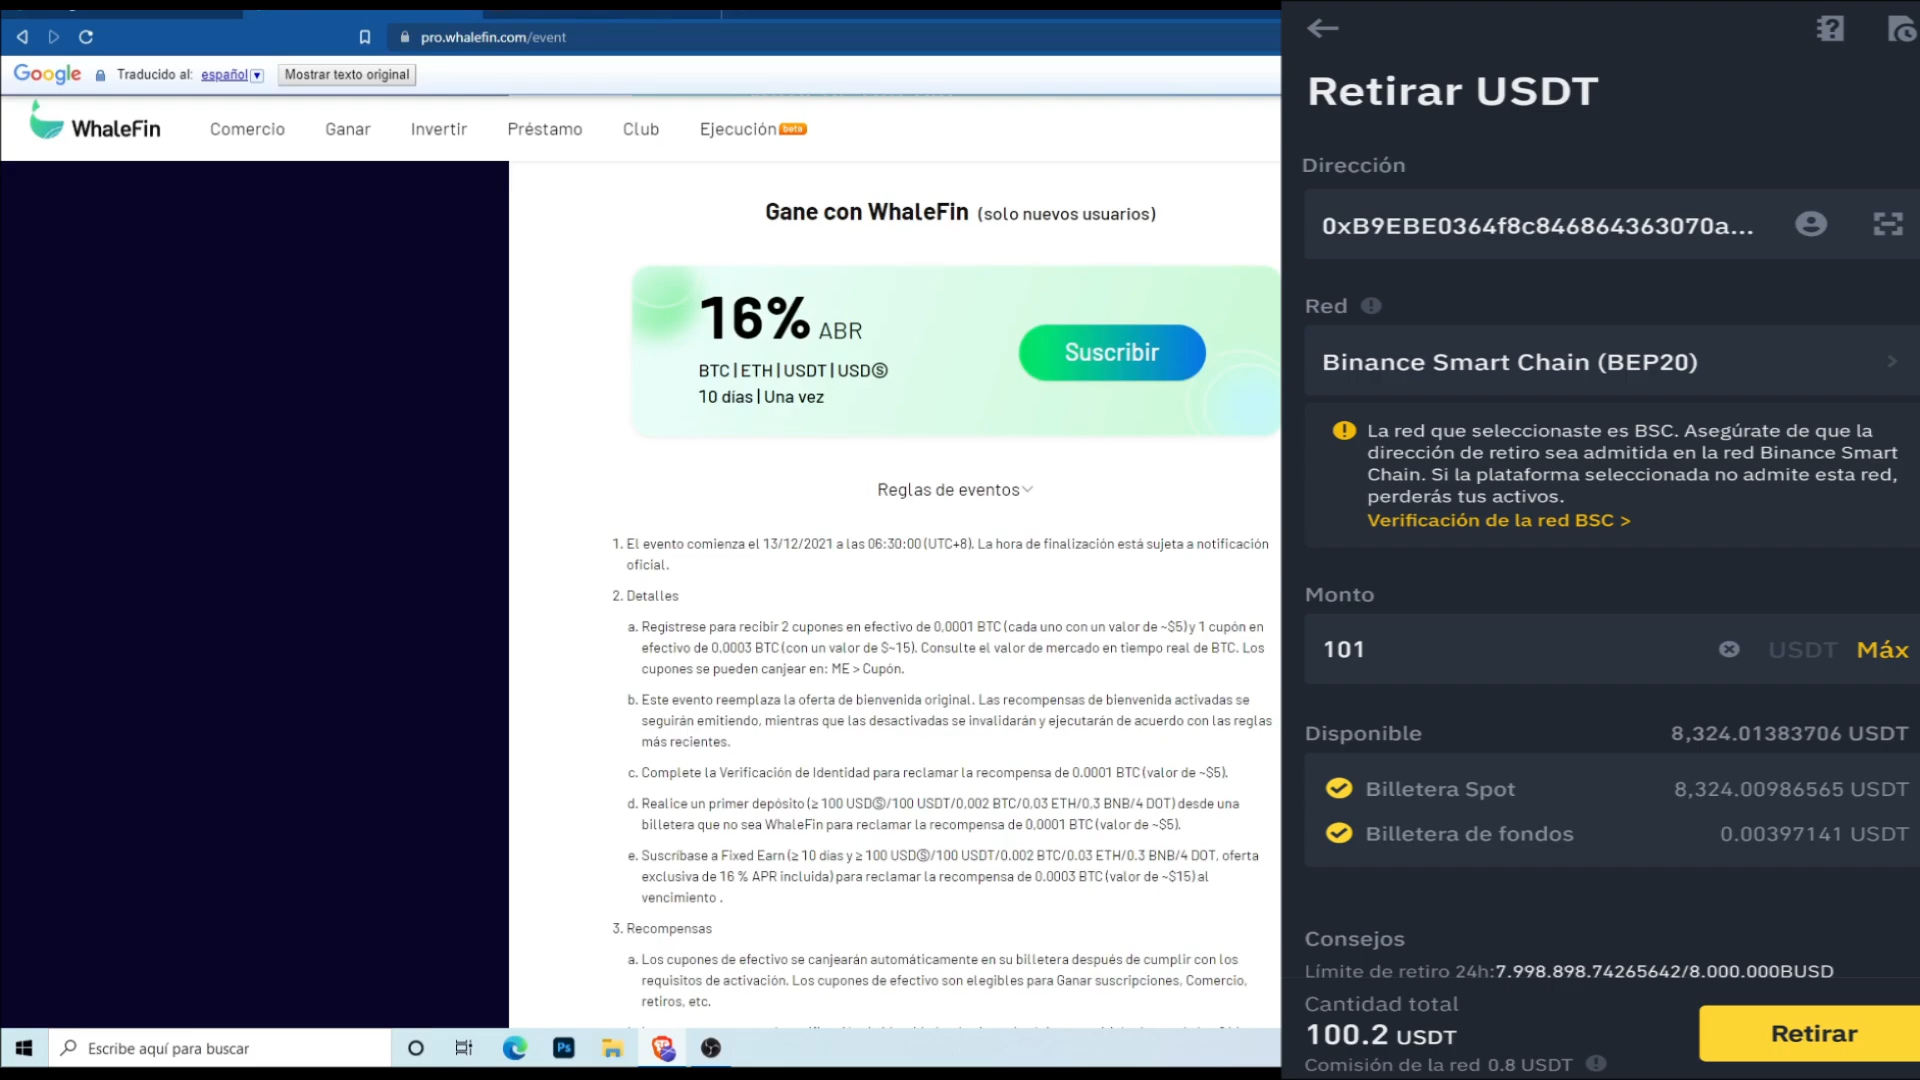 pro.whalefin.com/event
Google Traducido al: español Mostrar texto original
WhaleFin Comercio Ganar Invertir Préstamo Club Ejecución beta
Gane con WhaleFin (solo nuevos usuarios)
16% ABR
BTC | ETH | USDT | USDⓈ
10 días | Una vez
Suscribir
Reglas de eventos
1. El evento comienza el 13/12/2021 a las 06:30:00 (UTC+8). La hora de finalización está sujeta a notificación
oficial.
2. Detalles
a. Regístrese para recibir 2 cupones en efectivo de 0,0001 BTC (cada uno con un valor de ~$5) y 1 cupón en
efectivo de 0,0003 BTC (con un valor de $~15). Consulte el valor de mercado en tiempo real de BTC. Los
cupones se pueden canjear en: ME > Cupón.
b. Este evento reemplaza la oferta de bienvenida original. Las recompensas de bienvenida activadas se
seguirán emitiendo, mientras que las desactivadas se invalidarán y ejecutarán de acuerdo con las reglas
más recientes.
c. Complete la Verificación de Identidad para reclamar la recompensa de 0.0001 BTC (valor de ~$5).
d. Realice un primer depósito (≥ 100 USDⓈ/100 USDT/0,002 BTC/0,03 ETH/0,3 BNB/4 DOT) desde una
billetera que no sea WhaleFin para reclamar la recompensa de 0,0001 BTC (valor de ~$5).
e. Suscríbase a Fixed Earn (≥ 10 días y ≥ 100 USDⓈ/100 USDT/0.002 BTC/0.03 ETH/0.3 BNB/4 DOT, oferta
exclusiva de 16 % APR incluida) para reclamar la recompensa de 0.0003 BTC (valor de ~$15) al
vencimiento .
3. Recompensas
a. Los cupones de efectivo se canjearán automáticamente en su billetera después de cumplir con los
requisitos de activación. Los cupones de efectivo son elegibles para Ganar suscripciones, Comercio,
retiros, etc.
Escribe aquí para buscar
Ps
Retirar USDT
Dirección
0xB9EBE0364f8c846864363070a...
Red
Binance Smart Chain (BEP20)
La red que seleccionaste es BSC. Asegúrate de que la
dirección de retiro sea admitida en la red Binance Smart
Chain. Si la plataforma seleccionada no admite esta red,
perderás tus activos.
Verificación de la red BSC >
Monto
101 USDT Máx
Disponible 8,324.01383706 USDT
Billetera Spot 8,324.00986565 USDT
Billetera de fondos 0.00397141 USDT
Consejos
Límite de retiro 24h:7.998.898.74265642/8.000.000BUSD
Cantidad total
100.2 USDT
Retirar
Comisión de la red 0.8 USDT